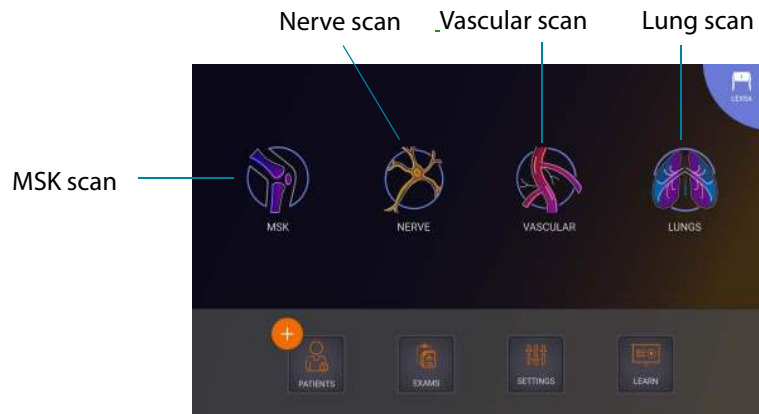 Nerve scan
Vascular scan
Lung scan
LEXSA
MSK scan
MSK
NERVE
VASCULAR
LUNGS
+
PATIENTS
EXAMS
SETTINGS
LEARN